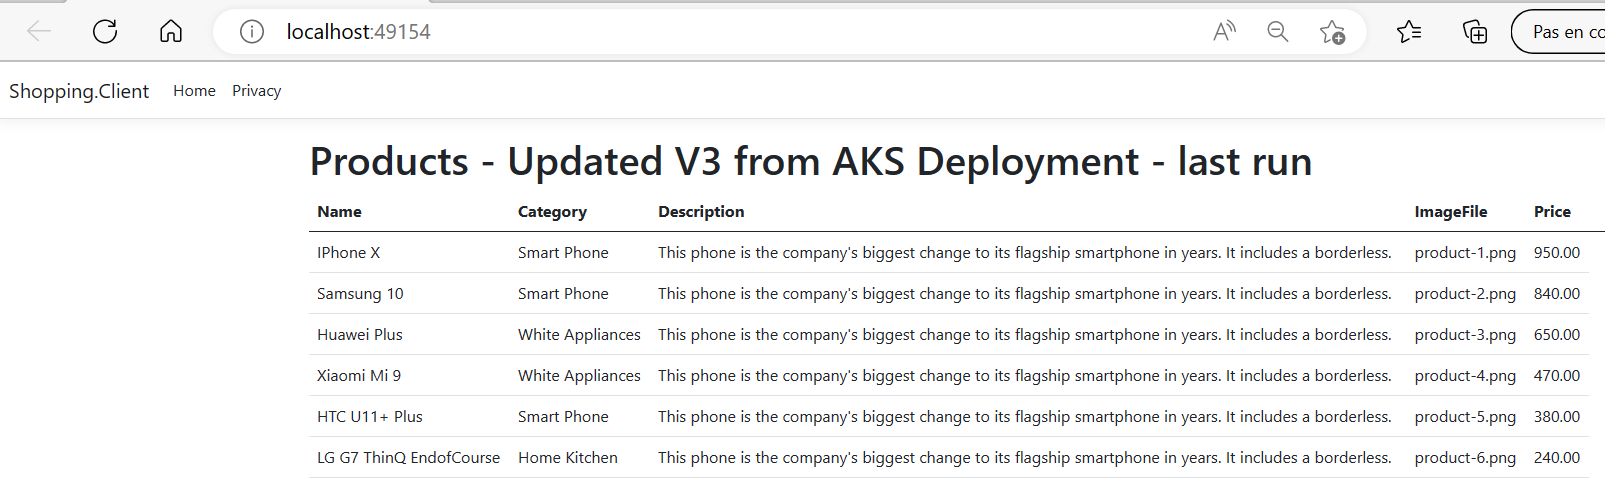 localhost:49154
Pas en co
Shopping.Client Home Privacy
Products - Updated V3 from AKS Deployment - last run
Name Category Description ImageFile Price
IPhone X Smart Phone This phone is the company's biggest change to its flagship smartphone in years. It includes a borderless. product-1.png 950.00
Samsung 10 Smart Phone This phone is the company's biggest change to its flagship smartphone in years. It includes a borderless. product-2.png 840.00
Huawei Plus White Appliances This phone is the company's biggest change to its flagship smartphone in years. It includes a borderless. product-3.png 650.00
Xiaomi Mi 9 White Appliances This phone is the company's biggest change to its flagship smartphone in years. It includes a borderless. product-4.png 470.00
HTC U11+ Plus Smart Phone This phone is the company's biggest change to its flagship smartphone in years. It includes a borderless. product-5.png 380.00
LG G7 ThinQ EndofCourse Home Kitchen This phone is the company's biggest change to its flagship smartphone in years. It includes a borderless. product-6.png 240.00